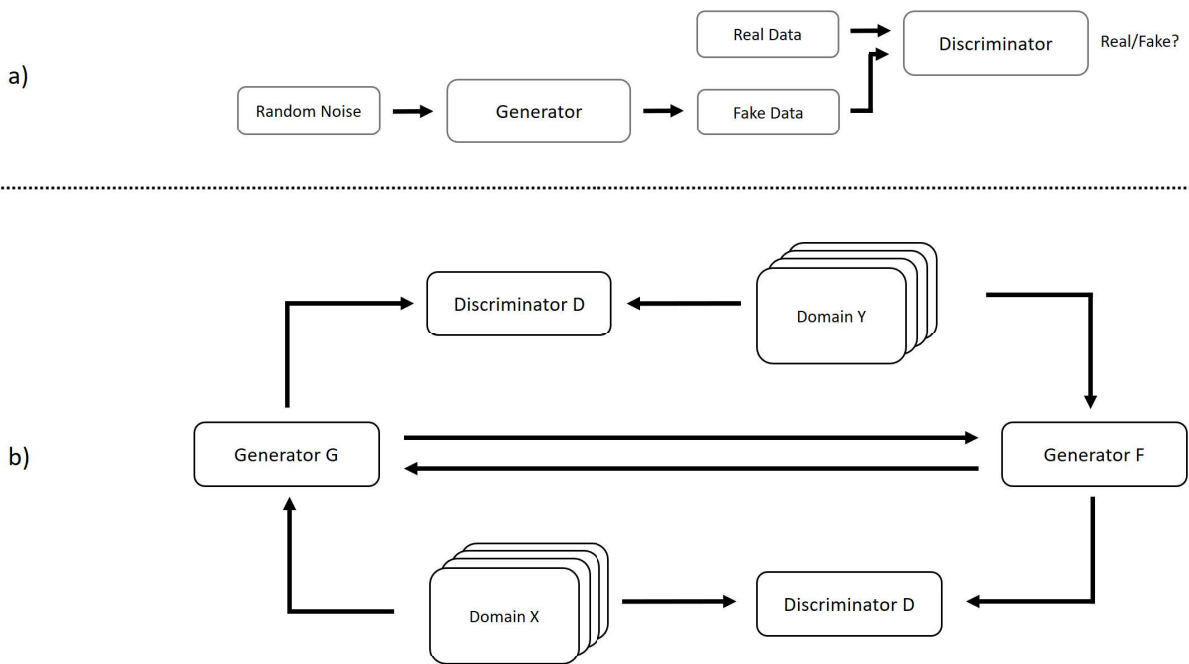 a)
Real Data
Discriminator
Real/Fake?
Random Noise
Generator
Fake Data
b)
Discriminator D
Domain Y
Generator G
Generator F
Domain X
Discriminator D